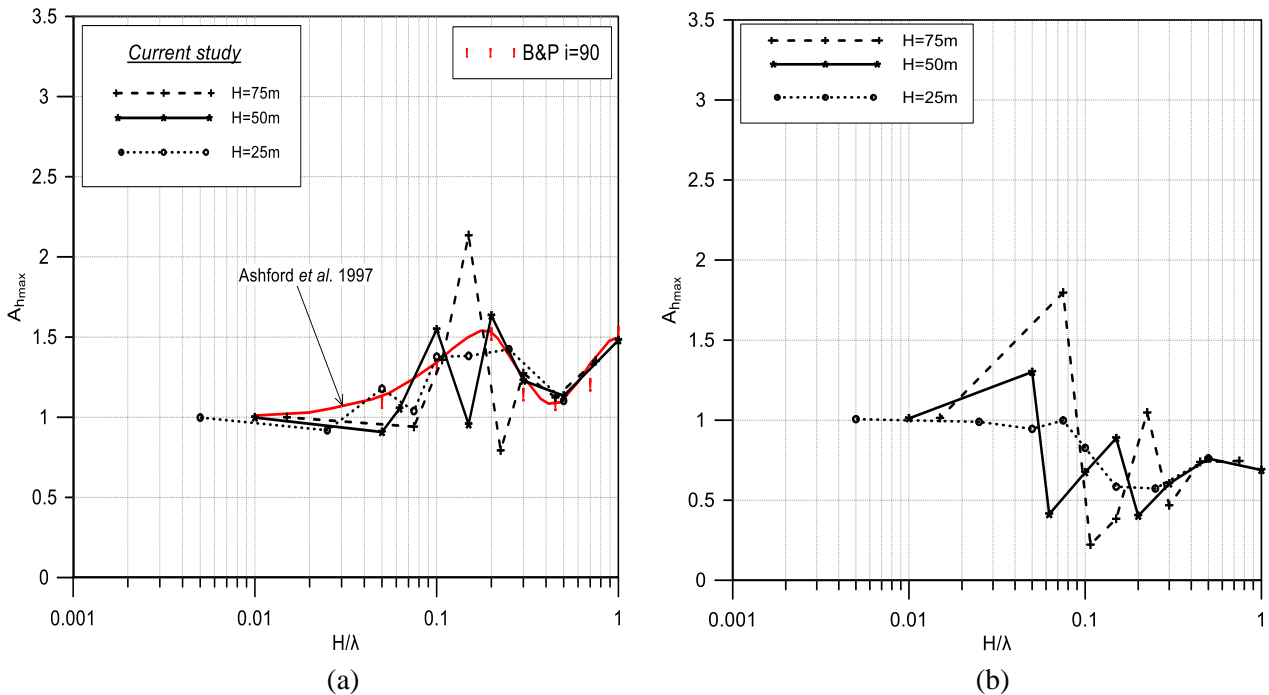 3.5
3
2.5
2
1.5
1
0.5
0
A_hmax
Current study
H=75m
H=50m
H=25m
B&P i=90
Ashford et al. 1997
0.001
0.01
0.1
1
H/λ
(a)
3.5
3
2.5
2
1.5
1
0.5
0
A_hmax
H=75m
H=50m
H=25m
0.001
0.01
0.1
1
H/λ
(b)